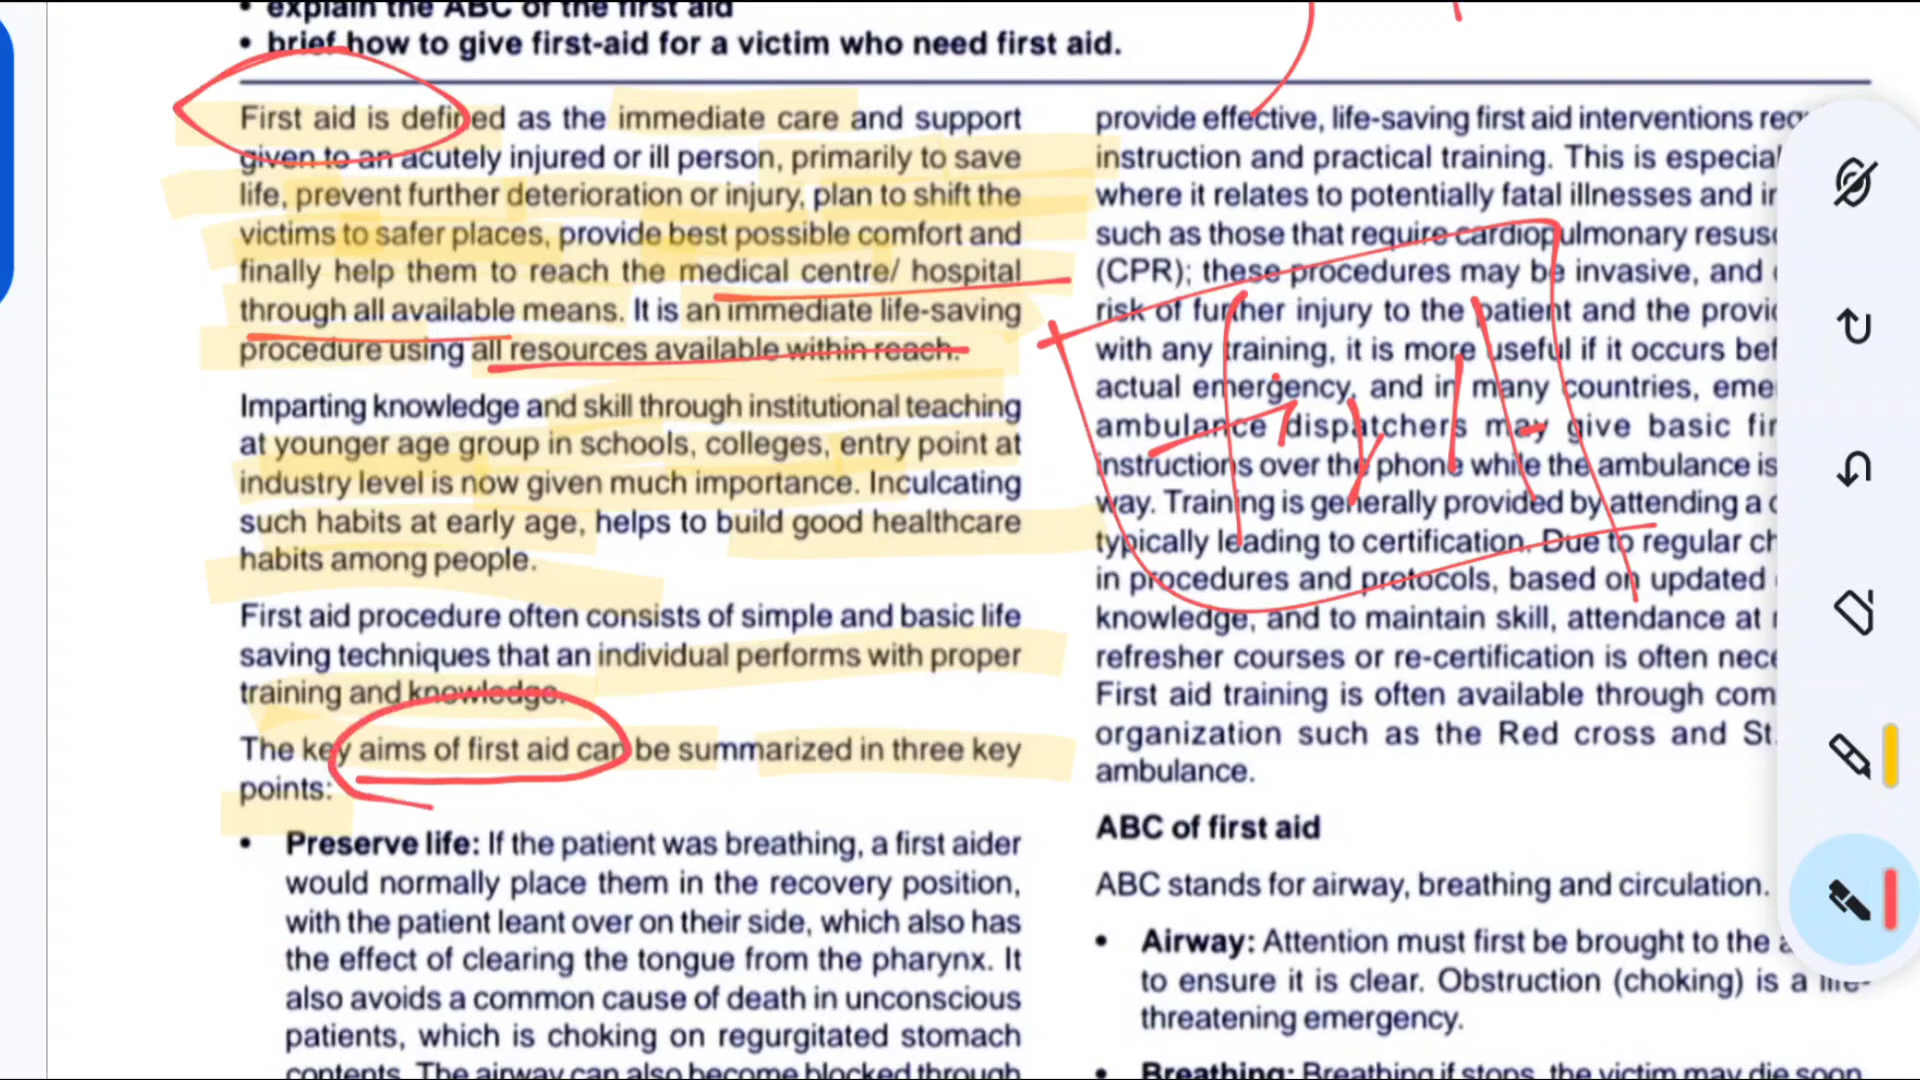 • explain the ABC of the first aid
• brief how to give first-aid for a victim who need first aid.
First aid is defined as the immediate care and support
given to an acutely injured or ill person, primarily to save
life, prevent further deterioration or injury, plan to shift the
victims to safer places, provide best possible comfort and
finally help them to reach the medical centre/ hospital
through all available means. It is an immediate life-saving
procedure using all resources available within reach.
Imparting knowledge and skill through institutional teaching
at younger age group in schools, colleges, entry point at
industry level is now given much importance. Inculcating
such habits at early age, helps to build good healthcare
habits among people.
First aid procedure often consists of simple and basic life
saving techniques that an individual performs with proper
training and knowledge.
The key aims of first aid can be summarized in three key
points:
• Preserve life: If the patient was breathing, a first aider
would normally place them in the recovery position,
with the patient leant over on their side, which also has
the effect of clearing the tongue from the pharynx. It
also avoids a common cause of death in unconscious
patients, which is choking on regurgitated stomach
contents. The airway can also become blocked through
provide effective, life-saving first aid interventions
instruction and practical training. This is
where it relates to potentially fatal illnesses and
such as those that require cardiopulmonary
(CPR); these procedures may be invasive, and
risk of further injury to the patient and the
with any training, it is more useful if it occurs
actual emergency, and in many countries,
ambulance dispatchers may give basic
instructions over the phone while the ambulance is
way. Training is generally provided by attending a
typically leading to certification. Due to regular
in procedures and protocols, based on updated
knowledge, and to maintain skill, attendance at
refresher courses or re-certification is often
First aid training is often available through
organization such as the Red cross and St.
ambulance.
ABC of first aid
ABC stands for airway, breathing and circulation.
• Airway: Attention must first be brought to the
to ensure it is clear. Obstruction (choking) is a life-
threatening emergency.
• Breathing: Breathing if stops, the victim may die soon